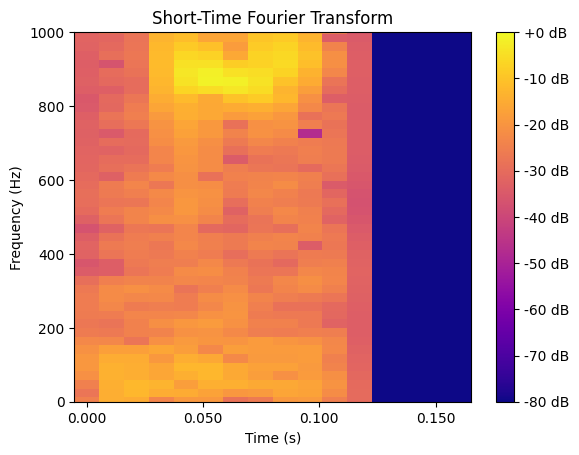 Short-Time Fourier Transform
1000
800
600
400
200
0
Frequency (Hz)
0.000
0.050
0.100
0.150
Time (s)
+0 dB
-10 dB
-20 dB
-30 dB
-40 dB
-50 dB
-60 dB
-70 dB
-80 dB